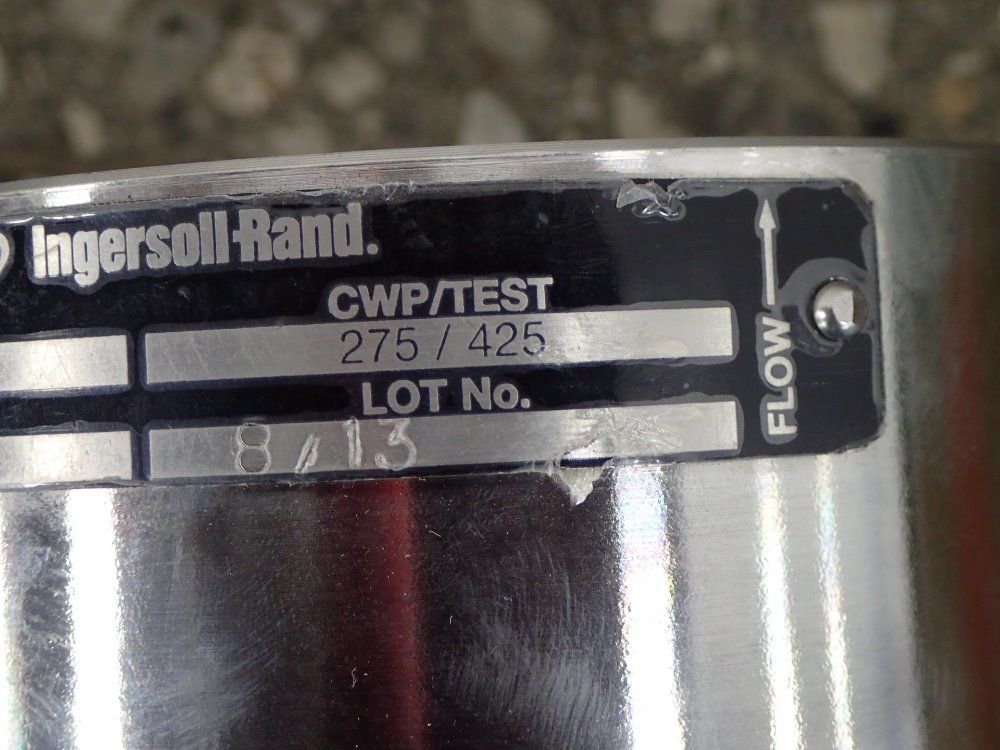 Ingersoll-Rand.
CWP/TEST
275 / 425
LOT No.
8/13
FLOW